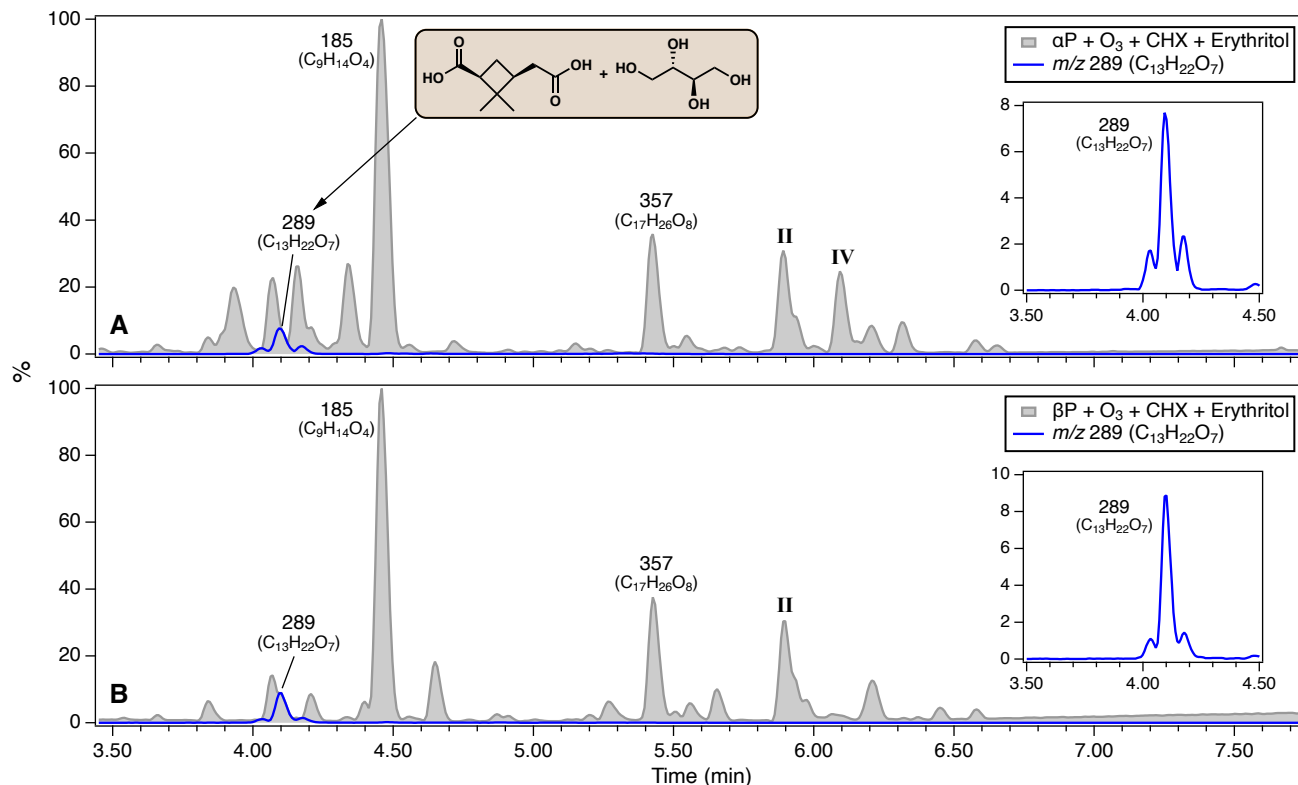 %
100
80
60
40
20
0
185
(C₉H₁₄O₄)
O
HO
OH
O
+
HO
OH
OH
OH
289
(C₁₃H₂₂O₇)
357
(C₁₇H₂₆O₈)
II
IV
A
αP + O₃ + CHX + Erythritol
m/z 289 (C₁₃H₂₂O₇)
8
6
4
2
0
289
(C₁₃H₂₂O₇)
3.50 4.00 4.50
100
80
60
40
20
0
185
(C₉H₁₄O₄)
289
(C₁₃H₂₂O₇)
357
(C₁₇H₂₆O₈)
II
B
βP + O₃ + CHX + Erythritol
m/z 289 (C₁₃H₂₂O₇)
10
8
6
4
2
0
289
(C₁₃H₂₂O₇)
3.50 4.00 4.50
3.50 4.00 4.50 5.00 5.50 6.00 6.50 7.00 7.50
Time (min)